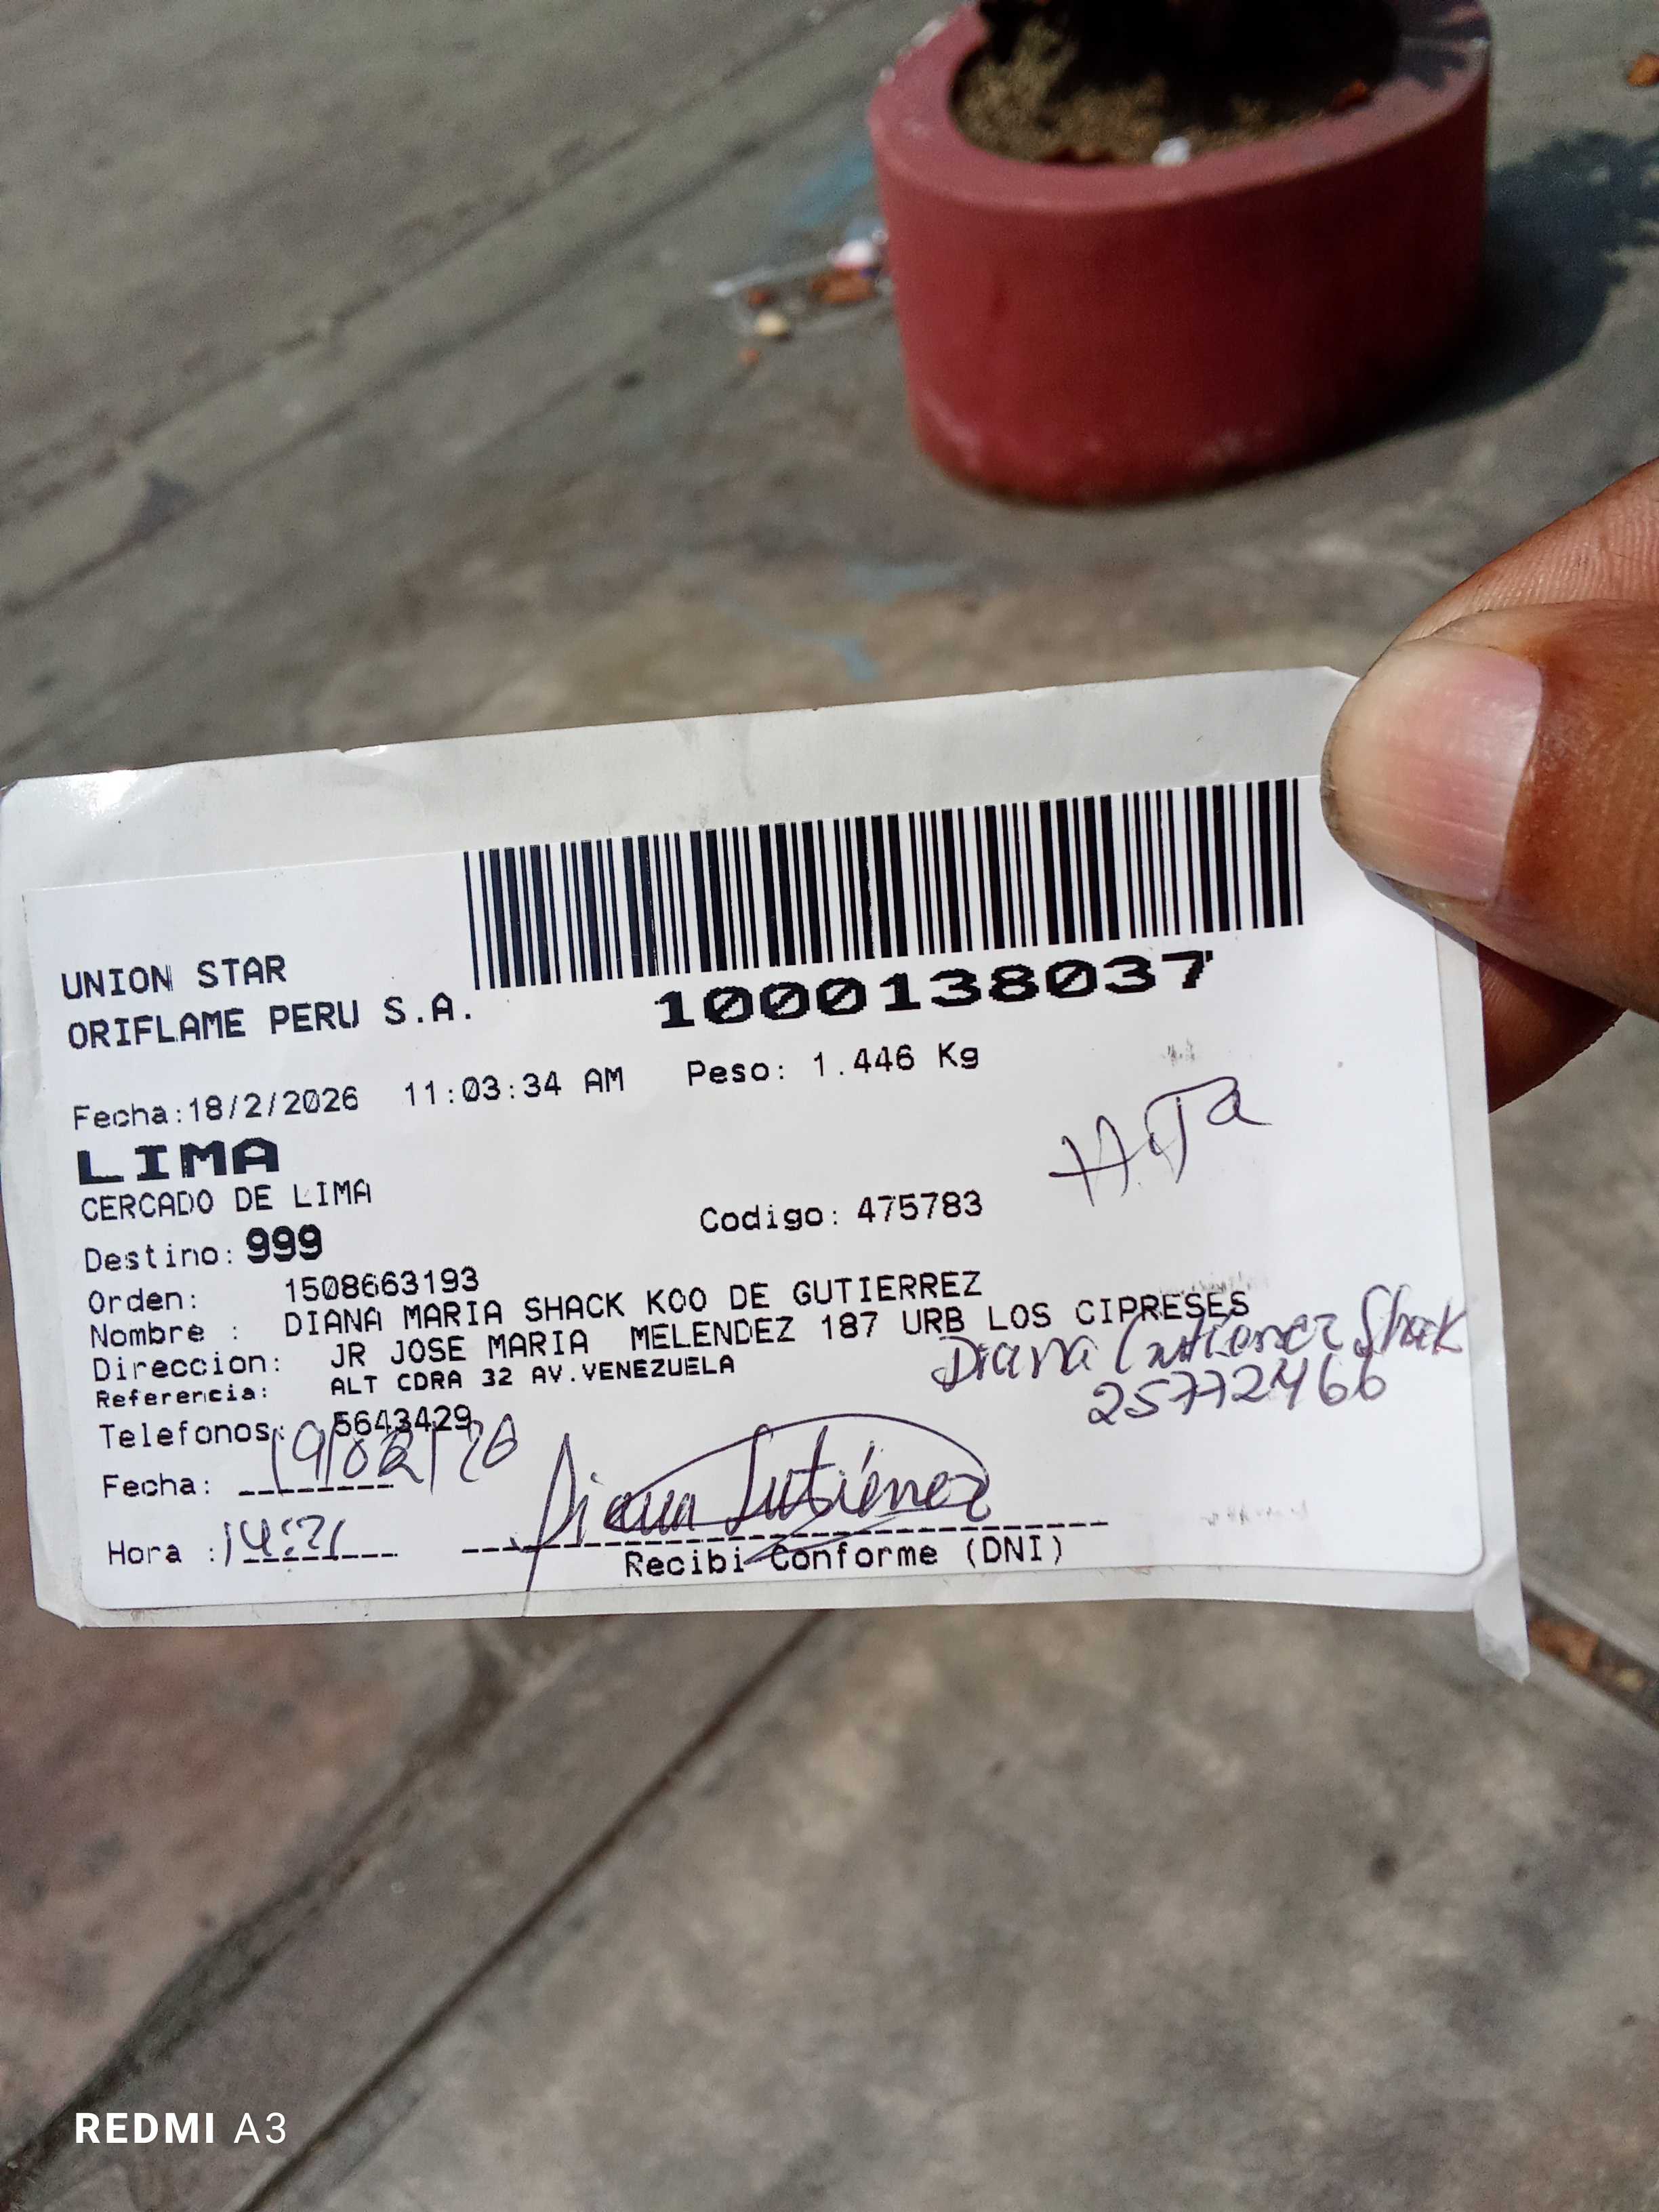 UNION STAR
ORIFLAME PERU S.A.
1000138037
Fecha:18/2/2026 11:03:34 AM Peso: 1.446 Kg
LIMA
CERCADO DE LIMA
Destino: 999 Codigo: 475783
Orden: 1508663193
Nombre : DIANA MARIA SHACK KOO DE GUTIERREZ
Direccion: JR JOSE MARIA MELENDEZ 187 URB LOS CIPRESES
Referencia: ALT CDRA 32 AV.VENEZUELA
Diana Gutierrez Shack
25772466
Telefonos: 5643429
Fecha: 19/02/26
Hora :
Diana Gutiérrez
Recibi Conforme (DNI)
REDMI A3